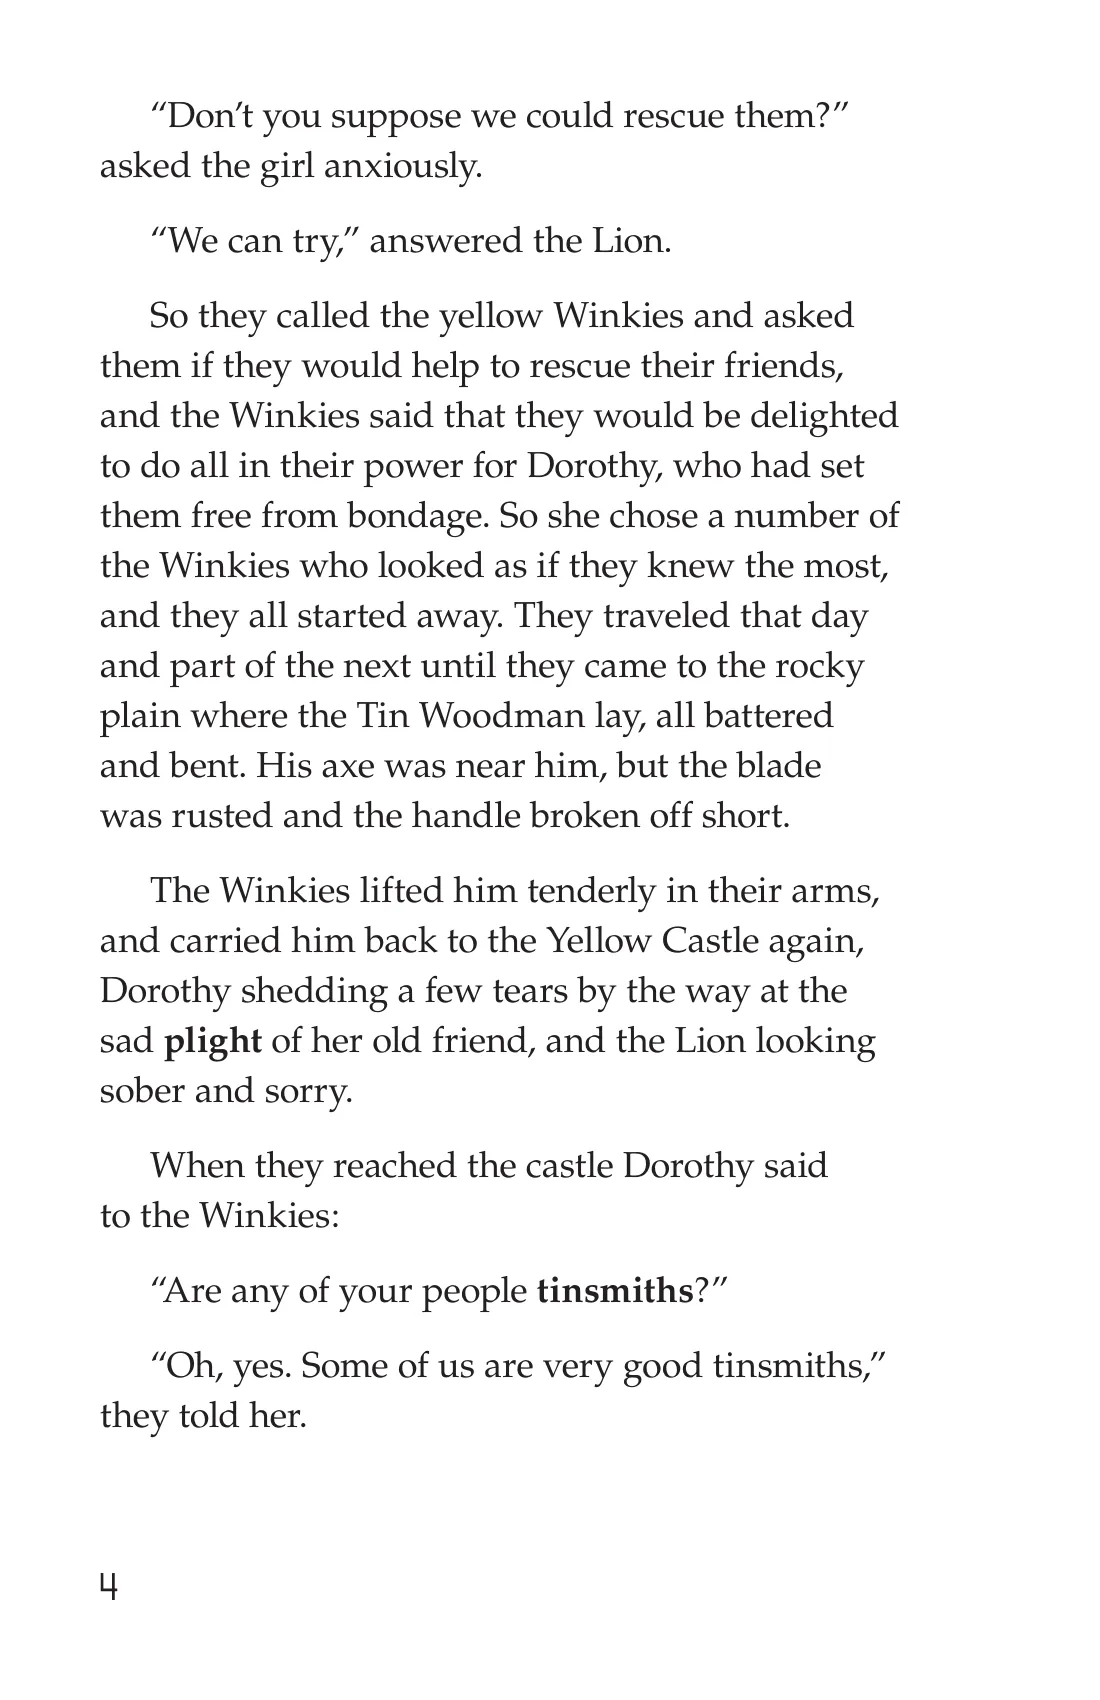 “Don’t you suppose we could rescue them?”
asked the girl anxiously.
“We can try,” answered the Lion.
So they called the yellow Winkies and asked
them if they would help to rescue their friends,
and the Winkies said that they would be delighted
to do all in their power for Dorothy, who had set
them free from bondage. So she chose a number of
the Winkies who looked as if they knew the most,
and they all started away. They traveled that day
and part of the next until they came to the rocky
plain where the Tin Woodman lay, all battered
and bent. His axe was near him, but the blade
was rusted and the handle broken off short.
The Winkies lifted him tenderly in their arms,
and carried him back to the Yellow Castle again,
Dorothy shedding a few tears by the way at the
sad plight of her old friend, and the Lion looking
sober and sorry.
When they reached the castle Dorothy said
to the Winkies:
“Are any of your people tinsmiths?”
“Oh, yes. Some of us are very good tinsmiths,”
they told her.
4